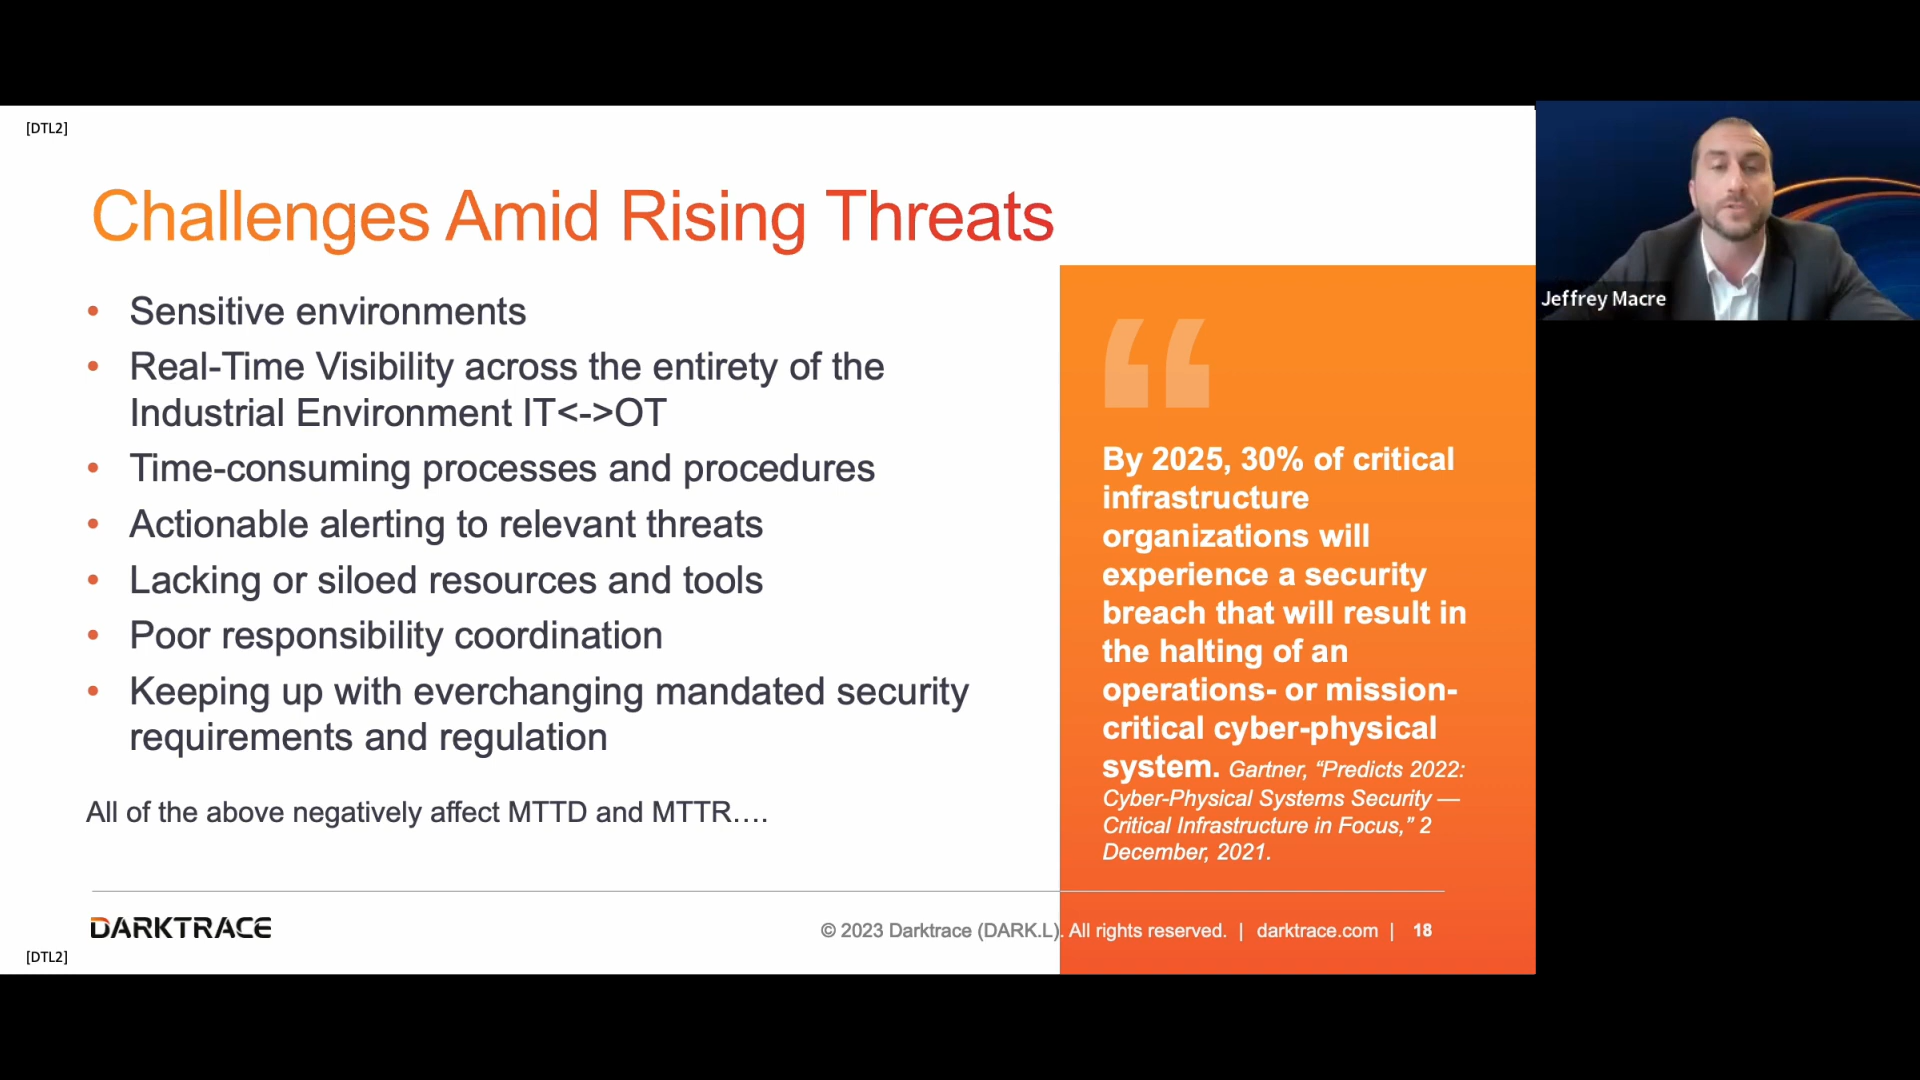 [DTL2]
Challenges Amid Rising Threats
• Sensitive environments
• Real-Time Visibility across the entirety of the
Industrial Environment IT<->OT
• Time-consuming processes and procedures
• Actionable alerting to relevant threats
• Lacking or siloed resources and tools
• Poor responsibility coordination
• Keeping up with everchanging mandated security
requirements and regulation
All of the above negatively affect MTTD and MTTR....
“
By 2025, 30% of critical
infrastructure
organizations will
experience a security
breach that will result in
the halting of an
operations- or mission-
critical cyber-physical
system. Gartner, “Predicts 2022:
Cyber-Physical Systems Security —
Critical Infrastructure in Focus,” 2
December, 2021.
DARKTRACE
© 2023 Darktrace (DARK.L). All rights reserved. | darktrace.com | 18
[DTL2]
Jeffrey Macre